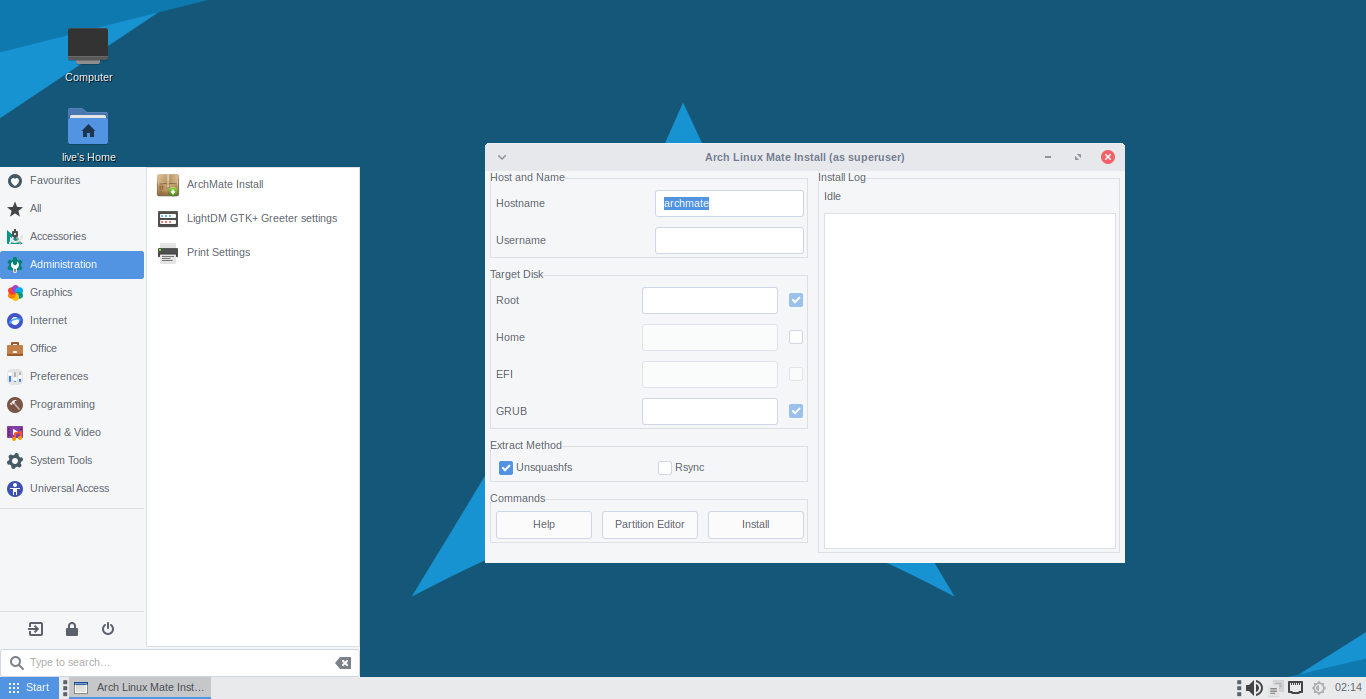 Computer
live's Home
Favourites
All
Accessories
Administration
Graphics
Internet
Office
Preferences
Programming
Sound & Video
System Tools
Universal Access
ArchMate Install
LightDM GTK+ Greeter settings
Print Settings
Type to search...
Arch Linux Mate Install (as superuser)
Host and Name
Hostname
archmate
Username
Target Disk
Root
Home
EFI
GRUB
Extract Method
Unsquashfs Rsync
Commands
Help Partition Editor Install
Install Log
Idle
Start Arch Linux Mate Inst... 02:14